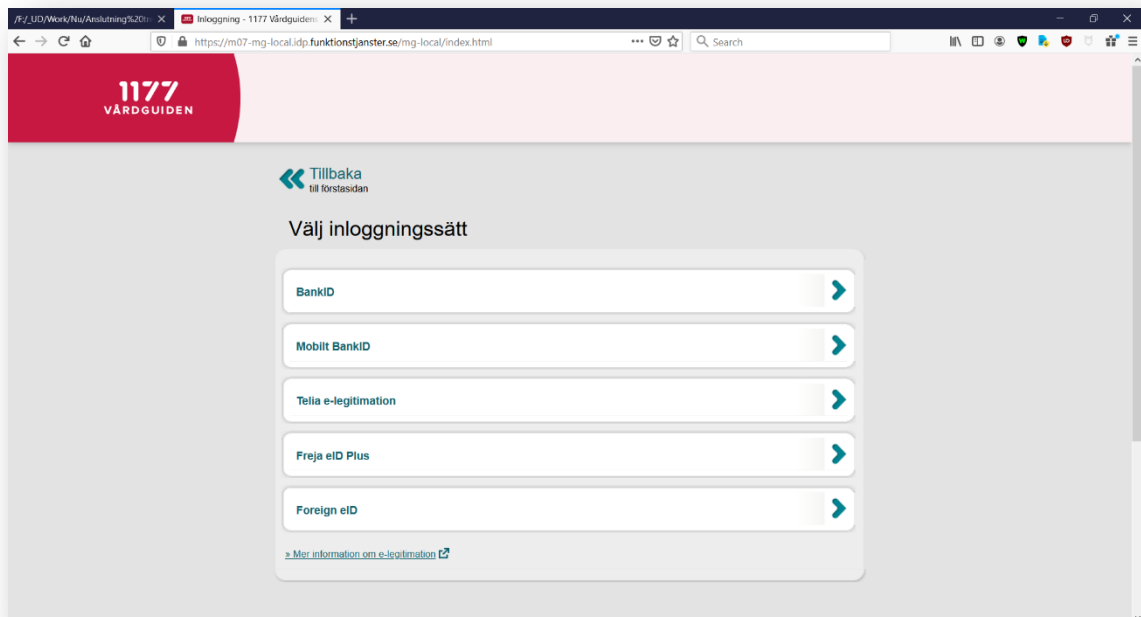 /F:/_UD/Work/Nu/Anslutning%20tr
Inloggning - 1177 Vårdguiden
https://m07-mg-local.idp.funktionstjanster.se/mg-local/index.html
Search
1177
VÅRDGUIDEN
Tillbaka
till förstasidan
Välj inloggningssätt
BankID
Mobilt BankID
Telia e-legitimation
Freja eID Plus
Foreign eID
» Mer information om e-legitimation